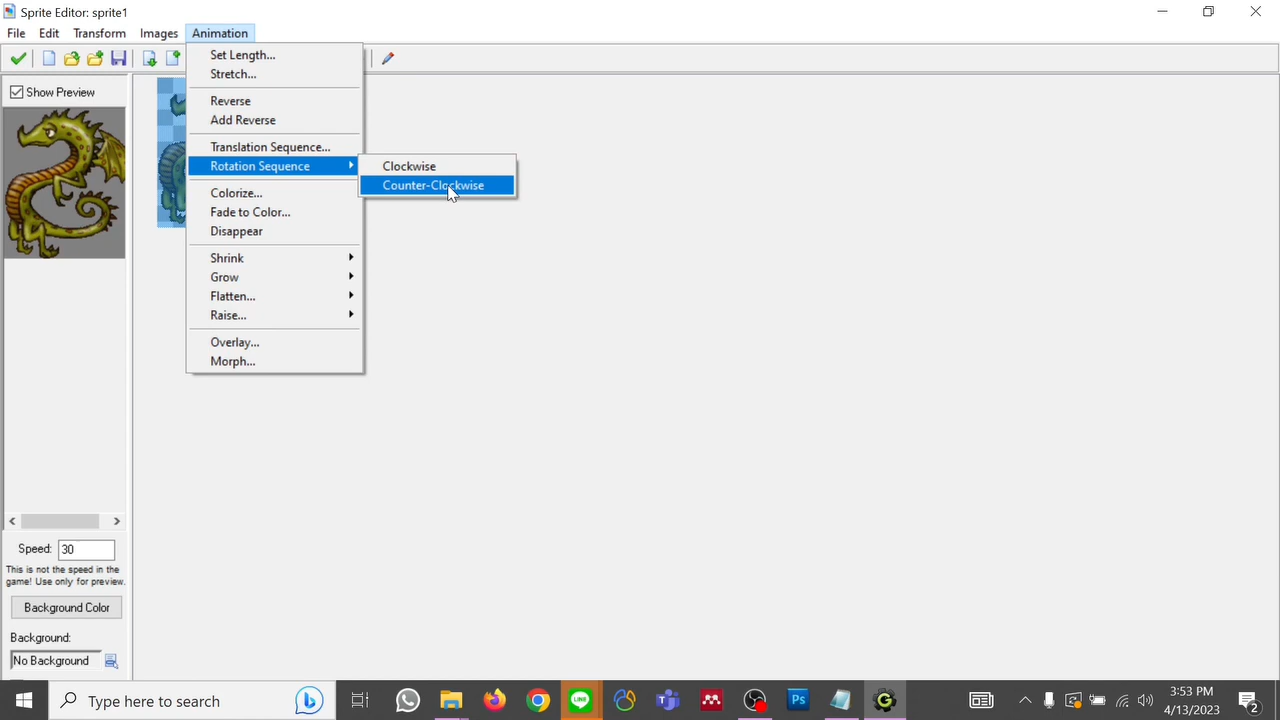 Sprite Editor: sprite1
File Edit Transform Images Animation
Show Preview
Set Length...
Stretch...
Reverse
Add Reverse
Translation Sequence...
Rotation Sequence
Clockwise
Counter-Clockwise
Colorize...
Fade to Color...
Disappear
Shrink
Grow
Flatten...
Raise...
Overlay...
Morph...
Speed: 30
This is not the speed in the
game! Use only for preview.
Background Color
Background:
No Background
Type here to search
LINE
Ps
3:53 PM
4/13/2023
2